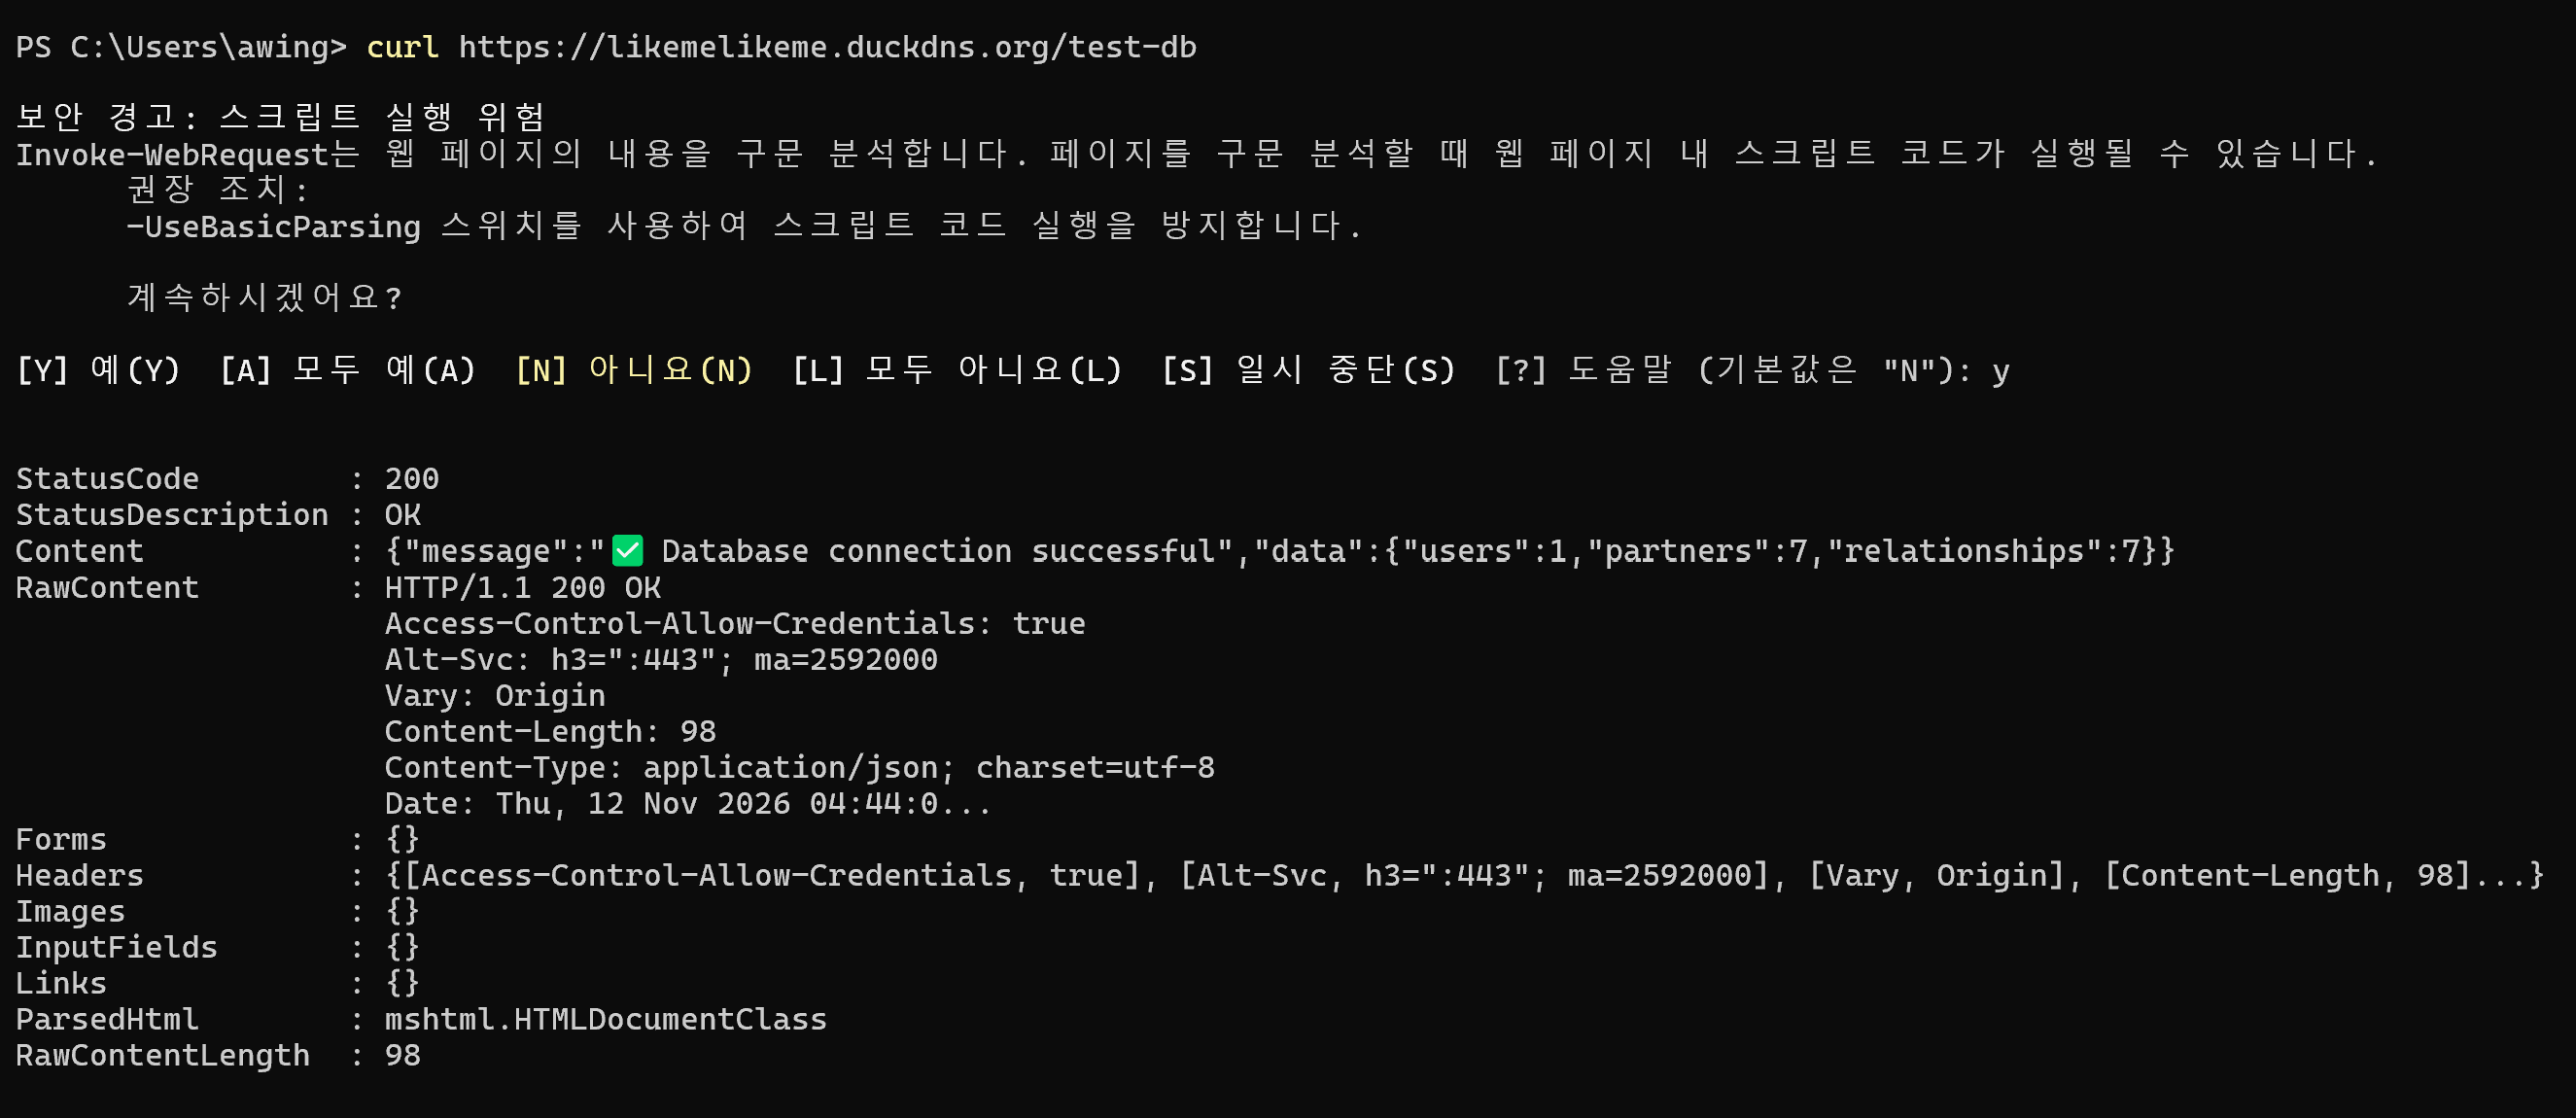 PS C:\Users\awing> curl https://likemelikeme.duckdns.org/test-db
보안 경고: 스크립트 실행 위험
Invoke-WebRequest는 웹 페이지의 내용을 구문 분석합니다. 페이지를 구문 분석할 때 웹 페이지 내 스크립트 코드가 실행될 수 있습니다.
권장 조치:
-UseBasicParsing 스위치를 사용하여 스크립트 코드 실행을 방지합니다.
계속하시겠어요?
[Y] 예(Y)  [A] 모두 예(A)  [N] 아니요(N)  [L] 모두 아니요(L)  [S] 일시 중단(S)  [?] 도움말 (기본값은 "N"): y
StatusCode        : 200
StatusDescription : OK
Content           : {"message":"✅ Database connection successful","data":{"users":1,"partners":7,"relationships":7}}
RawContent        : HTTP/1.1 200 OK
Access-Control-Allow-Credentials: true
Alt-Svc: h3=":443"; ma=2592000
Vary: Origin
Content-Length: 98
Content-Type: application/json; charset=utf-8
Date: Thu, 12 Nov 2026 04:44:0...
Forms             : {}
Headers           : {[Access-Control-Allow-Credentials, true], [Alt-Svc, h3=":443"; ma=2592000], [Vary, Origin], [Content-Length, 98]...}
Images            : {}
InputFields       : {}
Links             : {}
ParsedHtml        : mshtml.HTMLDocumentClass
RawContentLength  : 98